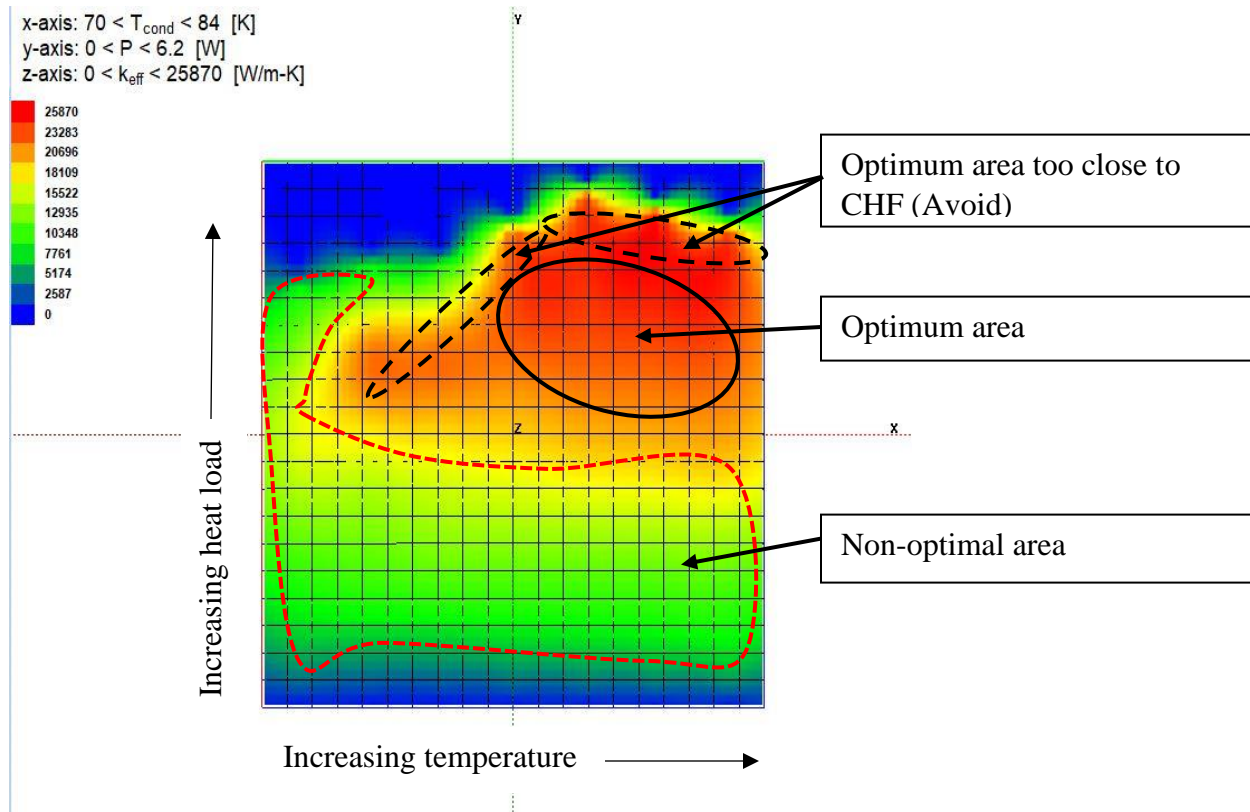 x-axis: 70 < T_cond < 84 [K]
y-axis: 0 < P < 6.2 [W]
z-axis: 0 < k_eff < 25870 [W/m-K]
25870
23283
20696
18109
15522
12935
10348
7761
5174
2587
0
Y
Optimum area too close to
CHF (Avoid)
Optimum area
Z
X
Non-optimal area
Increasing heat load
Increasing temperature